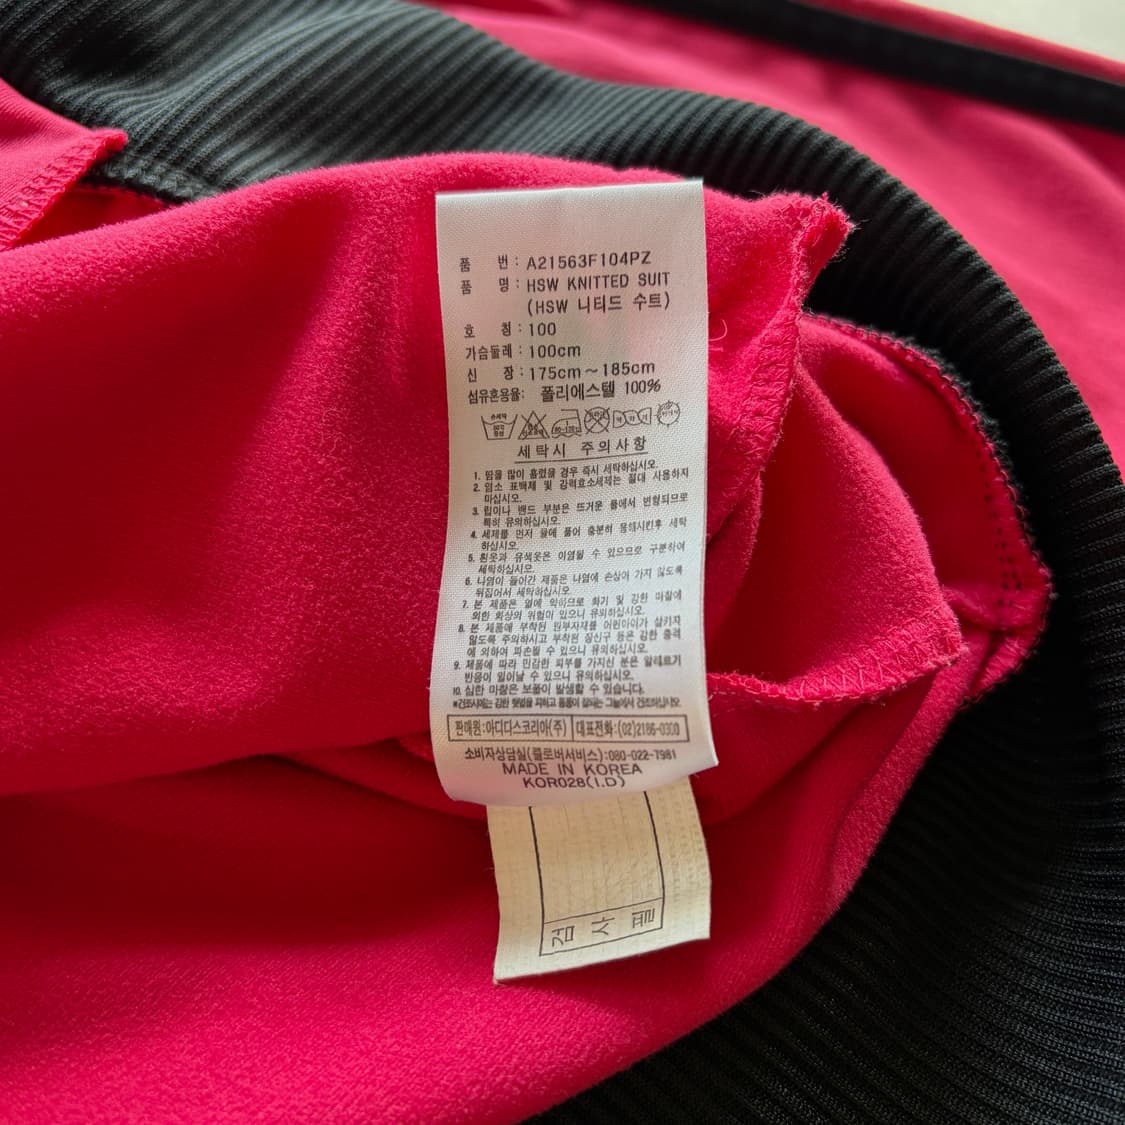 품 번 : A21563F104PZ
품 명 : HSW KNITTED SUIT
(HSW 니티드 수트)
호 칭 : 100
가슴둘레 : 100cm
신 장 : 175cm ~ 185cm
섬유혼용율: 폴리에스텔 100%
세탁시 주의사항
1. 땀을 많이 흘렸을 경우 즉시 세탁하십시오.
2. 염소 표백제 및 강력효소세제는 절대 사용하지
마십시오.
3. 립이나 밴드 부분은 뜨거운 물에서 변형되므로
특히 유의하십시오.
4. 세제를 먼저 물에 풀어 충분히 용해시킨후 세탁
하십시오.
5. 흰옷과 유색옷은 이염될 수 있으므로 구분하여
세탁하십시오.
6. 나염이 들어간 제품은 나염에 손상이 가지 않도록
뒤집어서 세탁하십시오.
7. 본 제품은 열에 약하므로 화기 및 강한 마찰에
의한 화상의 위험이 있으니 유의하십시오.
8. 본 제품에 부착된 원부자재를 어린아이가 삼키지
않도록 주의하시고 부착된 장신구 등은 강한 충격
에 의하여 파손될 수 있으니 유의하십시오.
9. 제품에 따라 민감한 피부를 가지신 분은 알레르기
반응이 일어날 수 있으니 유의하십시오.
10. 심한 마찰은 보풀이 발생할 수 있습니다.
판매원:아디다스코리아(주) 대표전화:(02)2186-0300
소비자상담실(클로버서비스):080-022-7981
MADE IN KOREA
KOR028(I.D)
검사필